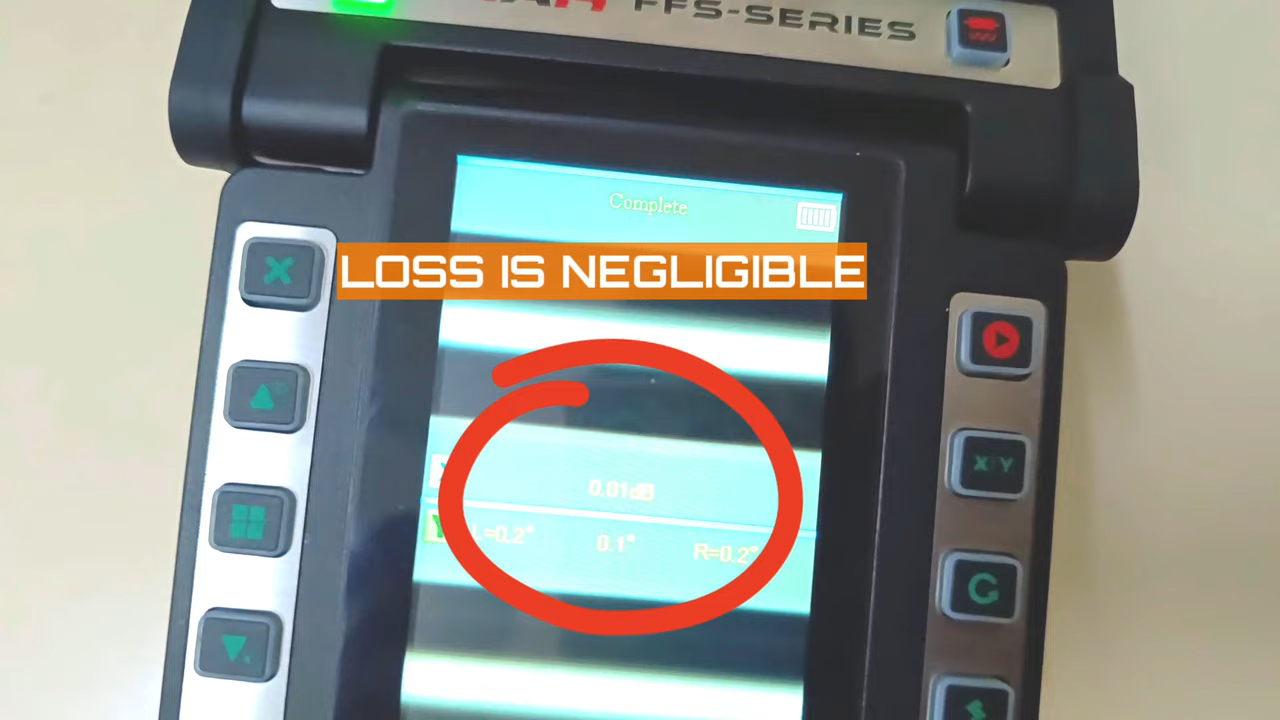 FFS-SERIES
Complete
LOSS IS NEGLIGIBLE
X
0.01dB
Y L=0.2° 0.1° R=0.2°
X Y